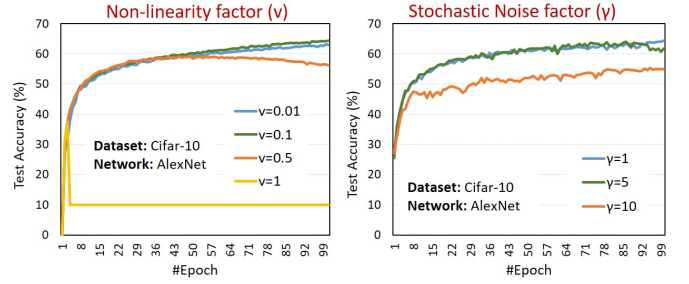 Non-linearity factor (v)
Test Accuracy (%)
70
60
50
40
30
20
10
0
v=0.01
v=0.1
v=0.5
v=1
Dataset: Cifar-10
Network: AlexNet
1 8 15 22 29 36 43 50 57 64 71 78 85 92 99
#Epoch
Stochastic Noise factor (γ)
Test Accuracy (%)
70
60
50
40
30
20
10
0
Dataset: Cifar-10
Network: AlexNet
γ=1
γ=5
γ=10
1 8 15 22 29 36 43 50 57 64 71 78 85 92 99
#Epoch